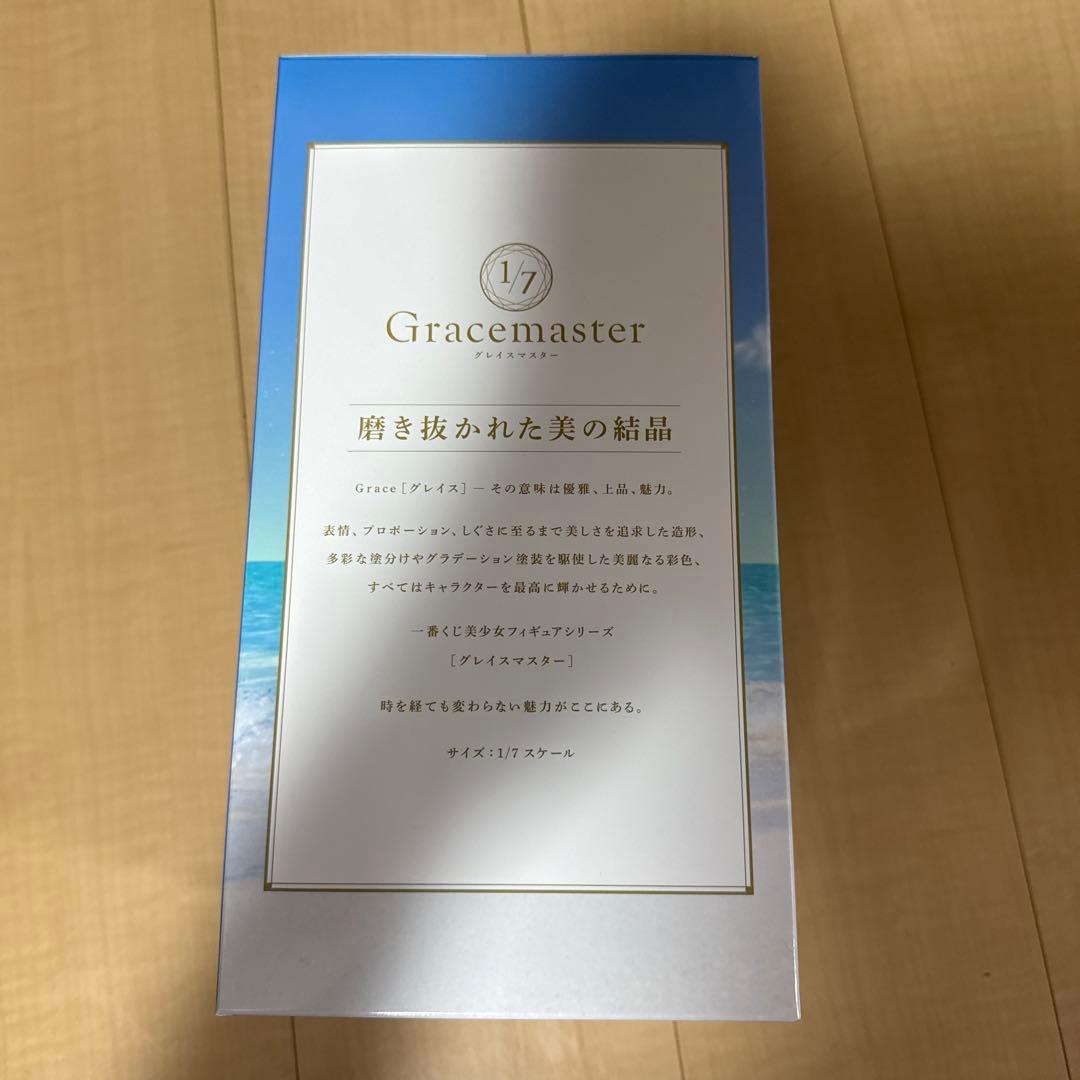 1/7
Gracemaster
グレイスマスター
磨き抜かれた美の結晶
Grace［グレイス］— その意味は優雅、上品、魅力。
表情、プロポーション、しぐさに至るまで美しさを追求した造形、
多彩な塗分けやグラデーション塗装を駆使した美麗なる彩色、
すべてはキャラクターを最高に輝かせるために。
一番くじ美少女フィギュアシリーズ
［グレイスマスター］
時を経ても変わらない魅力がここにある。
サイズ：1/7 スケール